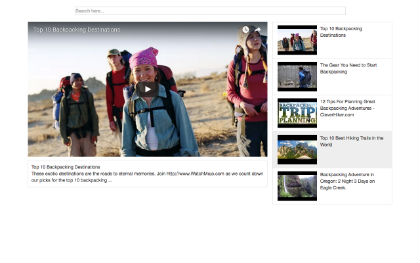 Search here...
Top 10 Backpacking Destinations
Top 10 Backpacking Destinations
These exotic destinations are the roads to eternal memories. Join http://www.WatchMojo.com as we count down
our picks for the top 10 backpacking ...
Top 10 Backpacking
Destinations
The Gear You Need to Start
Backpacking
BACKPACKING
TRIP
PLANNING
12 Tips For Planning Great
Backpacking Adventures -
CleverHiker.com
Top 10 Best Hiking Trails in the
World
Backpacking Adventure in
Oregon: 2 Night 3 Days on
Eagle Creek